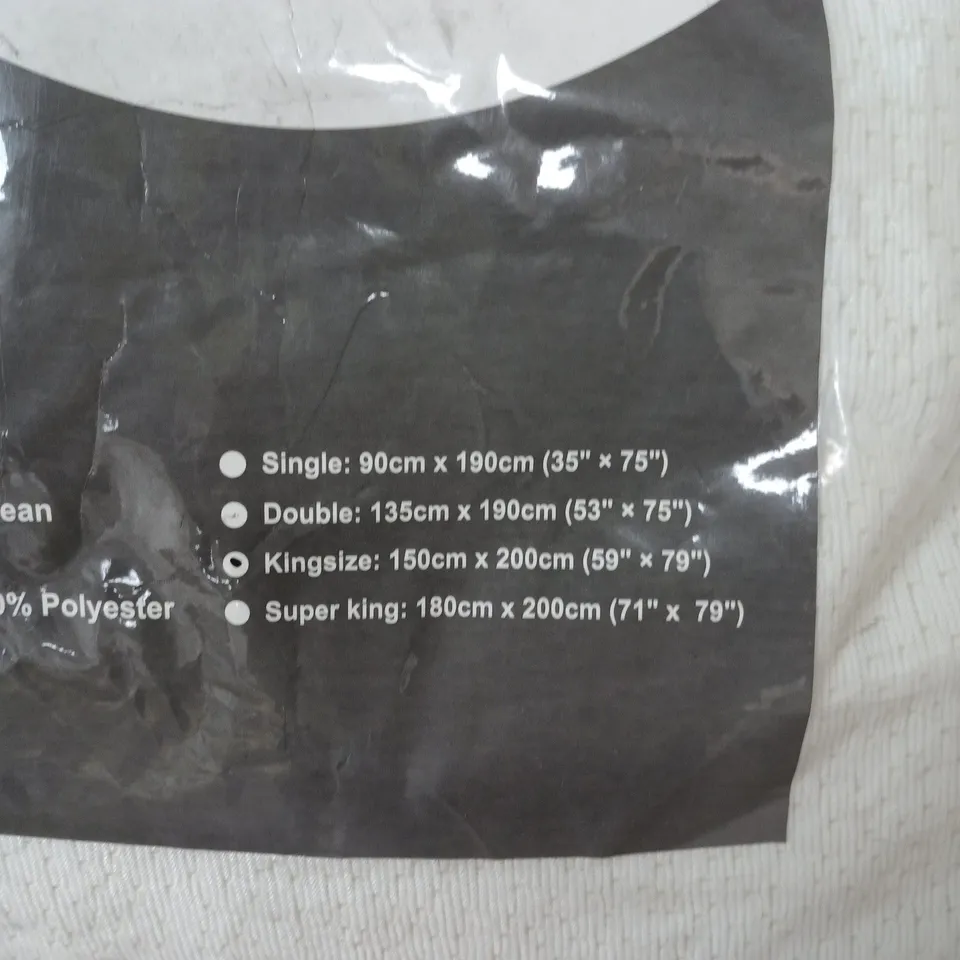 Single: 90cm x 190cm (35" × 75")
ean
Double: 135cm x 190cm (53" × 75")
Kingsize: 150cm x 200cm (59" × 79")
0% Polyester
Super king: 180cm x 200cm (71" x 79")